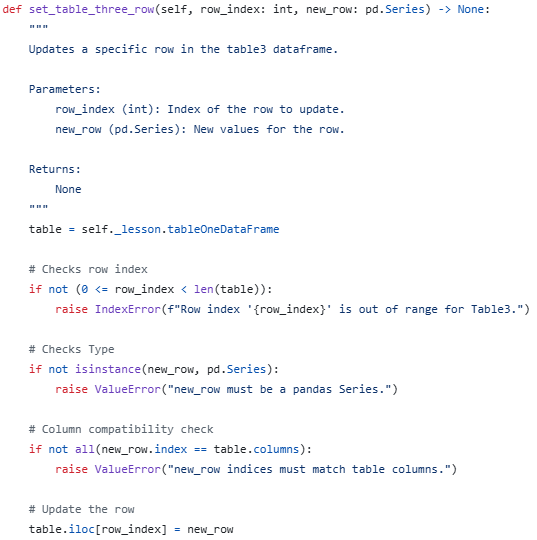 def set_table_three_row(self, row_index: int, new_row: pd.Series) -> None:
    """
    Updates a specific row in the table3 dataframe.

    Parameters:
        row_index (int): Index of the row to update.
        new_row (pd.Series): New values for the row.

    Returns:
        None
    """
    table = self._lesson.tableOneDataFrame

    # Checks row index
    if not (0 <= row_index < len(table)):
        raise IndexError(f"Row index '{row_index}' is out of range for Table3.")

    # Checks Type
    if not isinstance(new_row, pd.Series):
        raise ValueError("new_row must be a pandas Series.")

    # Column compatibility check
    if not all(new_row.index == table.columns):
        raise ValueError("new_row indices must match table columns.")

    # Update the row
    table.iloc[row_index] = new_row